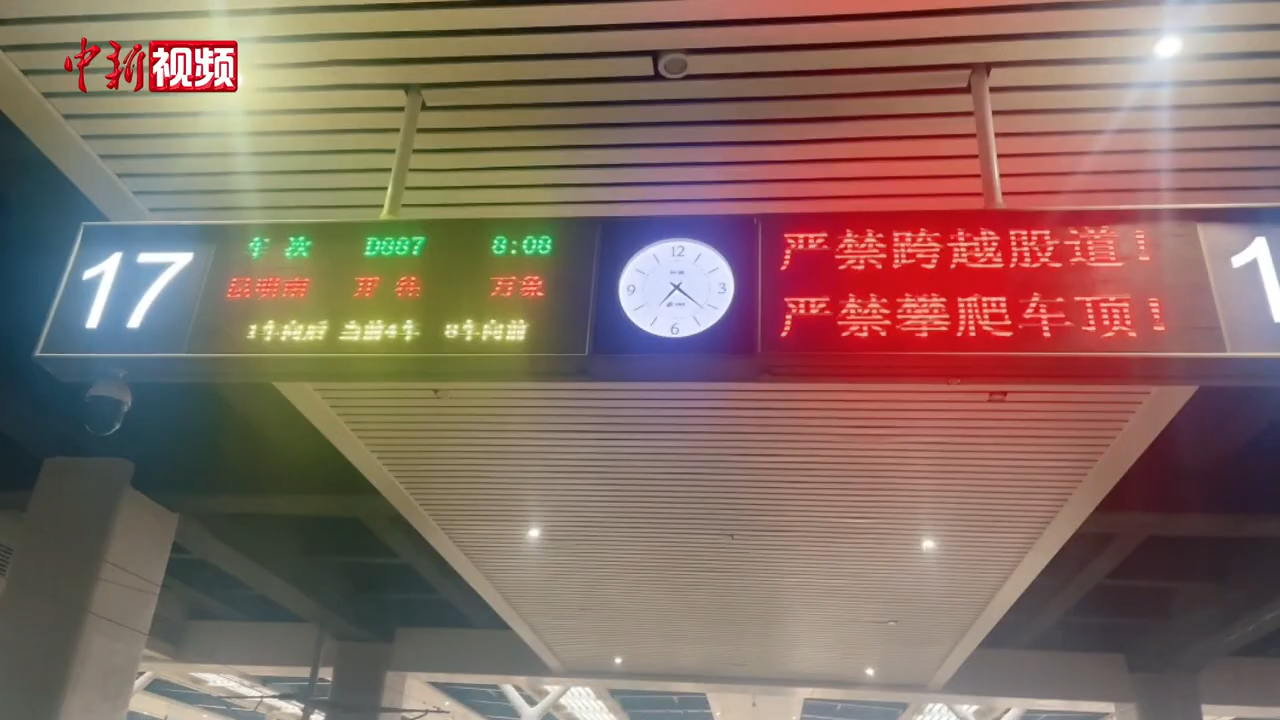 中新视频
17
车次 D887 8:08
昆明南 开往 万象
1车向后 当前4车 8车向前
12
9 3
6
严禁跨越股道!
严禁攀爬车顶!
1